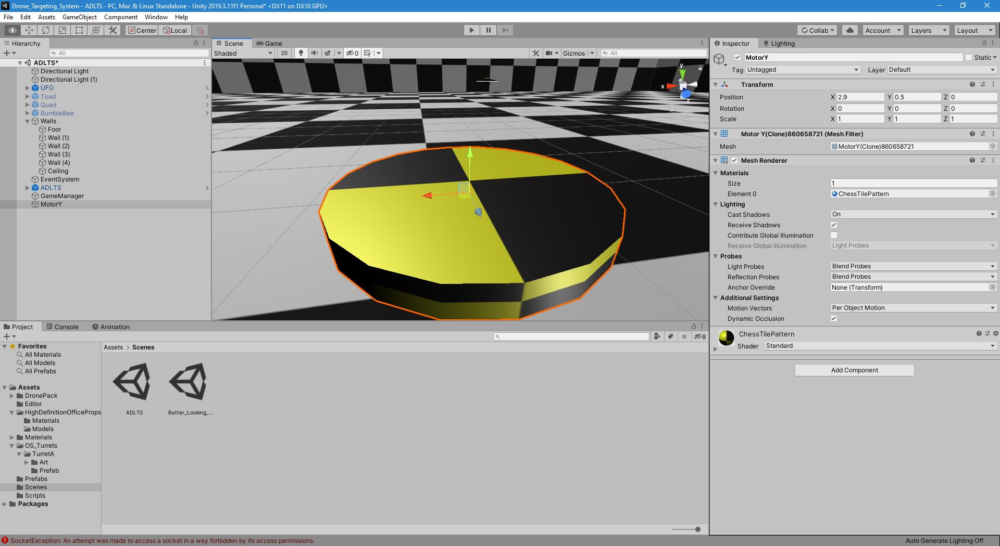 Drone_Targeting_System - ADLTS - PC, Mac & Linux Standalone - Unity 2019.3.11f1 Personal* <DX11 on DX10 GPU>
File Edit Assets GameObject Component Window Help
Center Local Collab Account Layers Layout
Hierarchy
All
ADLTS*
Directional Light
Directional Light (1)
UFO
Toad
Quad
BumbleBee
Walls
Foor
Wall (1)
Wall (2)
Wall (3)
Wall (4)
Ceiling
EventSystem
ADLTS
GameManager
MotorY
Scene Game
Shaded 2D 0 Gizmos All
y
x
z
Inspector Lighting
MotorY Static
Tag Untagged Layer Default
Transform
Position X 2.9 Y 0.5 Z 0
Rotation X 0 Y 0 Z 0
Scale X 1 Y 1 Z 1
Motor Y(Clone)860658721 (Mesh Filter)
Mesh MotorY(Clone)860658721
Mesh Renderer
Materials
Size 1
Element 0 ChessTilePattern
Lighting
Cast Shadows On
Receive Shadows
Contribute Global Illumination
Receive Global Illumination Light Probes
Probes
Light Probes Blend Probes
Reflection Probes Blend Probes
Anchor Override None (Transform)
Additional Settings
Motion Vectors Per Object Motion
Dynamic Occlusion
ChessTilePattern
Shader Standard
Add Component
Project Console Animation
8
Favorites
All Materials
All Models
All Prefabs
Assets
DronePack
Editor
HighDefinitionOfficeProps
Materials
Models
Materials
OS_Turrets
TurretA
Art
Prefab
Prefabs
Scenes
Scripts
Packages
Assets > Scenes
ADLTS Better_Looking_...
SocketException: An attempt was made to access a socket in a way forbidden by its access permissions.
Auto Generate Lighting Off